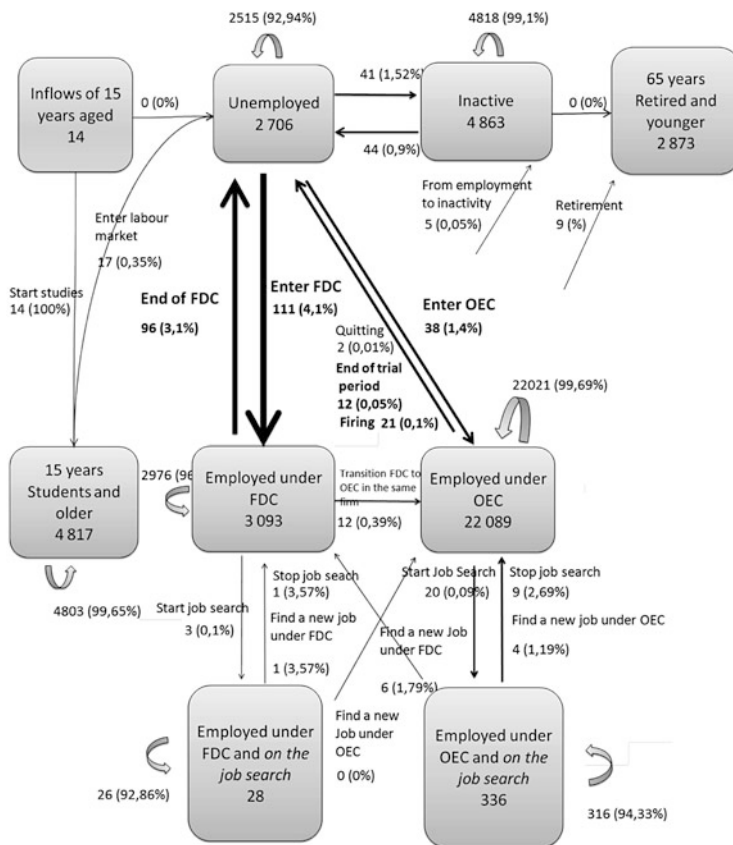 2515 (92,94%)
4818 (99,1%)
Inflows of 15
years aged
14
0 (0%)
Unemployed
2 706
41 (1,52%)
44 (0,9%)
Inactive
4 863
0 (0%)
65 years
Retired and
younger
2 873
From employment
to inactivity
5 (0,05%)
Retirement
9 (%)
Enter labour
market
17 (0,35%)
Start studies
14 (100%)
End of FDC
96 (3,1%)
Enter FDC
111 (4,1%)
Enter OEC
38 (1,4%)
Quitting
2 (0,01%)
End of trial
period
12 (0,05%)
Firing 21 (0,1%)
22021 (99,69%)
15 years
Students and
older
4 817
2976 (96
Employed under
FDC
3 093
Transition FDC to
OEC in the same
firm
12 (0,39%)
Employed under
OEC
22 089
4803 (99,65%)
Start job search
3 (0,1%)
Stop job seach
1 (3,57%)
Find a new job
under FDC
1 (3,57%)
Start Job Search
20 (0,09%)
Find a new Job
under FDC
6 (1,79%)
Stop job search
9 (2,69%)
Find a new job under OEC
4 (1,19%)
Employed under
FDC and on the
job search
28
26 (92,86%)
Find a new
Job under
OEC
0 (0%)
Employed under
OEC and on the
job search
336
316 (94,33%)